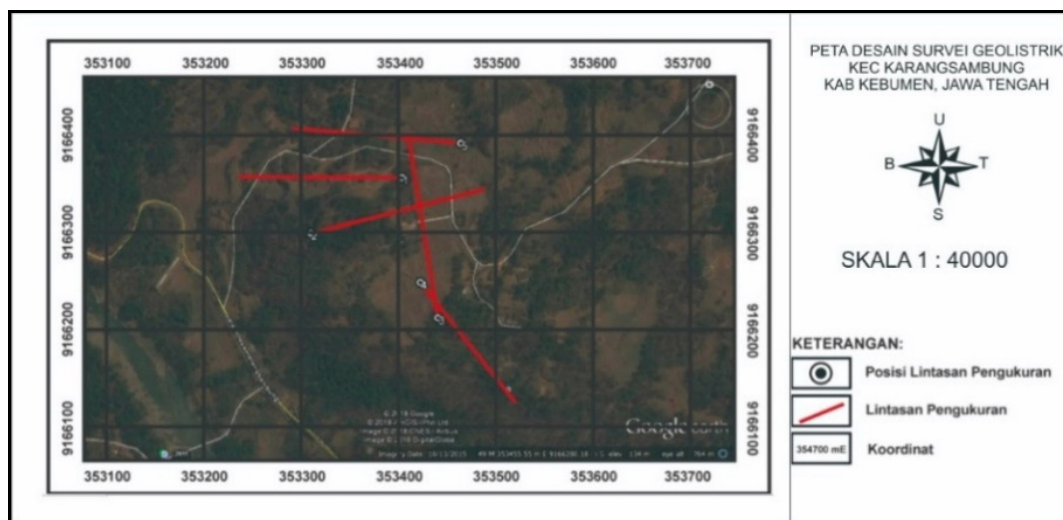 353100 353200 353300 353400 353500 353600 353700
9166400
9166300
9166200
9166100
9166400
9166300
9166200
9166100
Google earth
353100 353200 353300 353400 353500 353600 353700
PETA DESAIN SURVEI GEOLISTRIK
KEC KARANGSAMBUNG
KAB KEBUMEN, JAWA TENGAH
U
B T
S
SKALA 1 : 40000
KETERANGAN:
Posisi Lintasan Pengukuran
Lintasan Pengukuran
354700 mE Koordinat